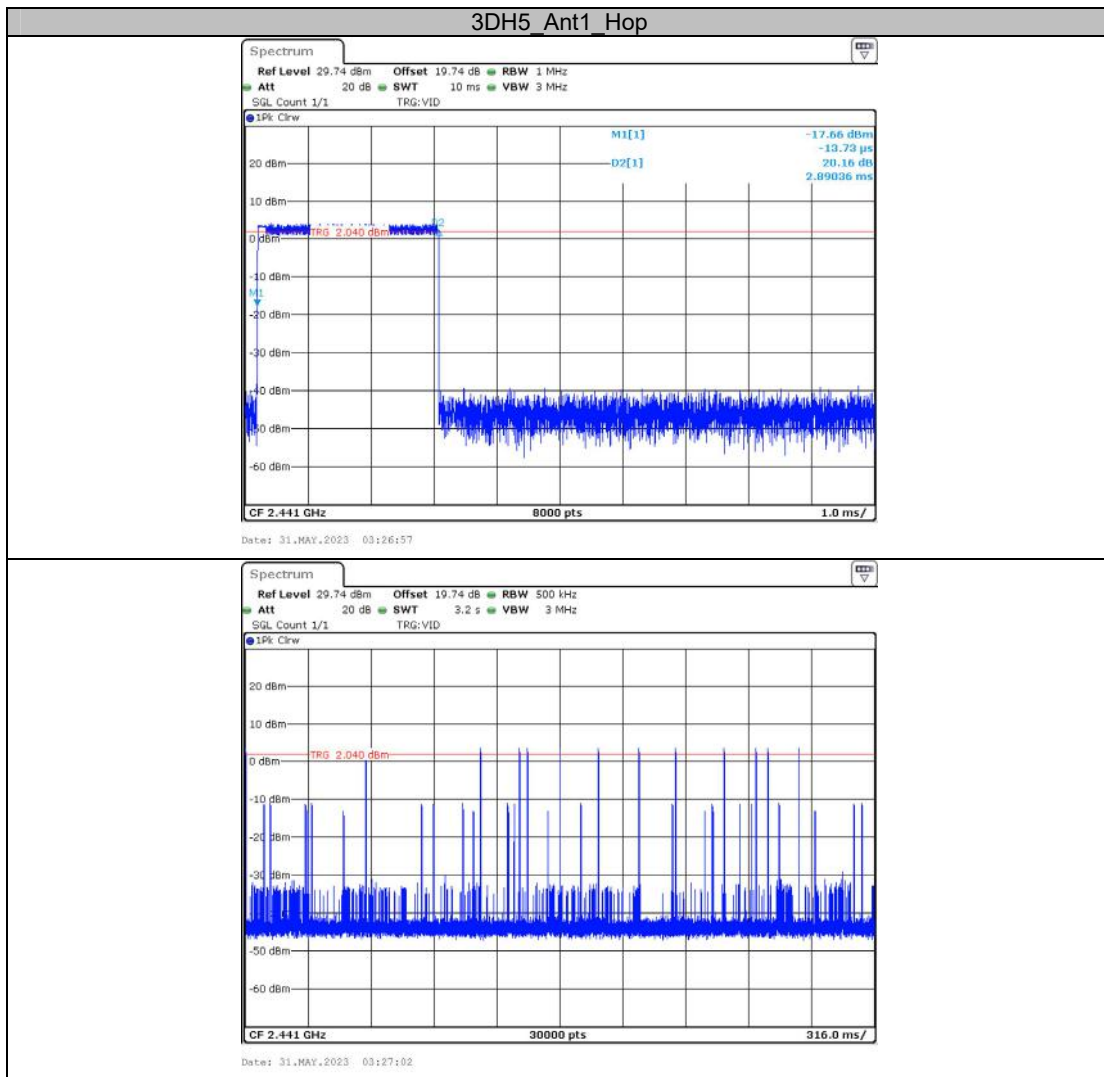 3DH5_Ant1_Hop
Spectrum
Ref Level 29.74 dBm Offset 19.74 dB RBW 1 MHz
Att 20 dB SWT 10 ms VBW 3 MHz
SGL Count 1/1 TRG:VID
1Pk Clrw
M1[1] -17.66 dBm
-13.73 µs
20 dBm D2[1] 20.16 dB
2.89036 ms
10 dBm
D2
TRG 2.040 dBm
0 dBm
-10 dBm
M1
-20 dBm
-30 dBm
-40 dBm
-50 dBm
-60 dBm
CF 2.441 GHz 8000 pts 1.0 ms/
Date: 31.MAY.2023 03:26:57
Spectrum
Ref Level 29.74 dBm Offset 19.74 dB RBW 500 kHz
Att 20 dB SWT 3.2 s VBW 3 MHz
SGL Count 1/1 TRG:VID
1Pk Clrw
20 dBm
10 dBm
TRG 2.040 dBm
0 dBm
-10 dBm
-20 dBm
-30 dBm
-50 dBm
-60 dBm
CF 2.441 GHz 30000 pts 316.0 ms/
Date: 31.MAY.2023 03:27:02